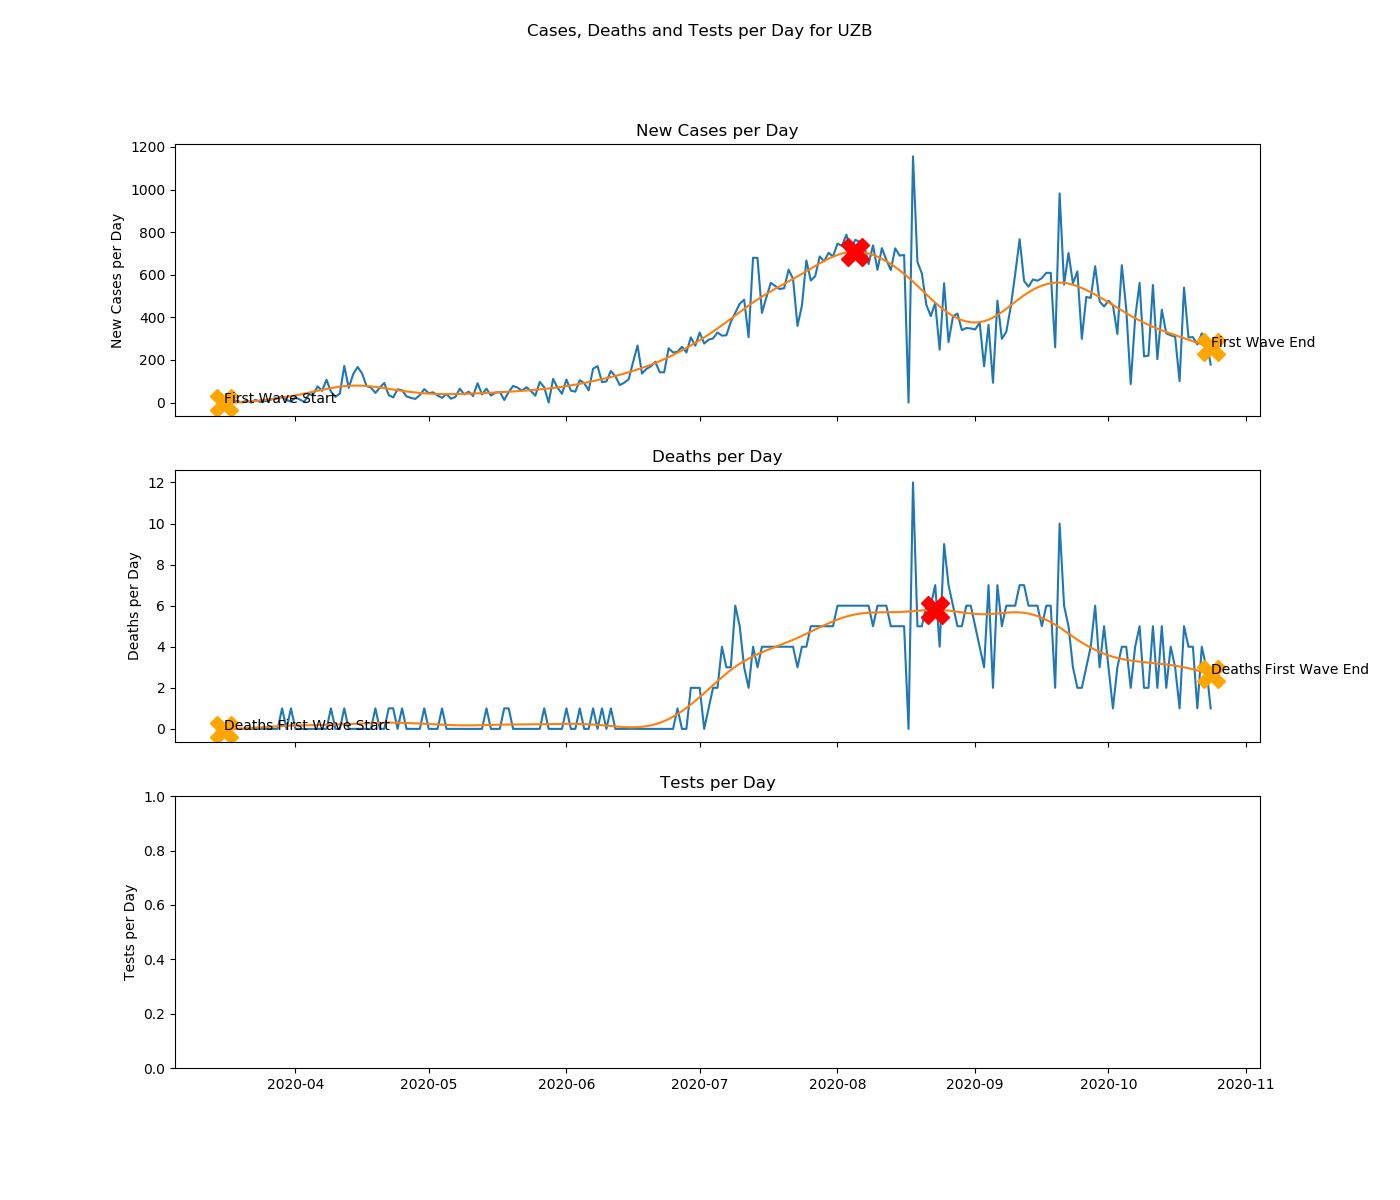 Cases, Deaths and Tests per Day for UZB
New Cases per Day
1200
1000
800
600
400
200
0
New Cases per Day
First Wave Start
First Wave End
Deaths per Day
12
10
8
6
4
2
0
Deaths per Day
Deaths First Wave Start
Deaths First Wave End
Tests per Day
1.0
0.8
0.6
0.4
0.2
0.0
Tests per Day
2020-04 2020-05 2020-06 2020-07 2020-08 2020-09 2020-10 2020-11